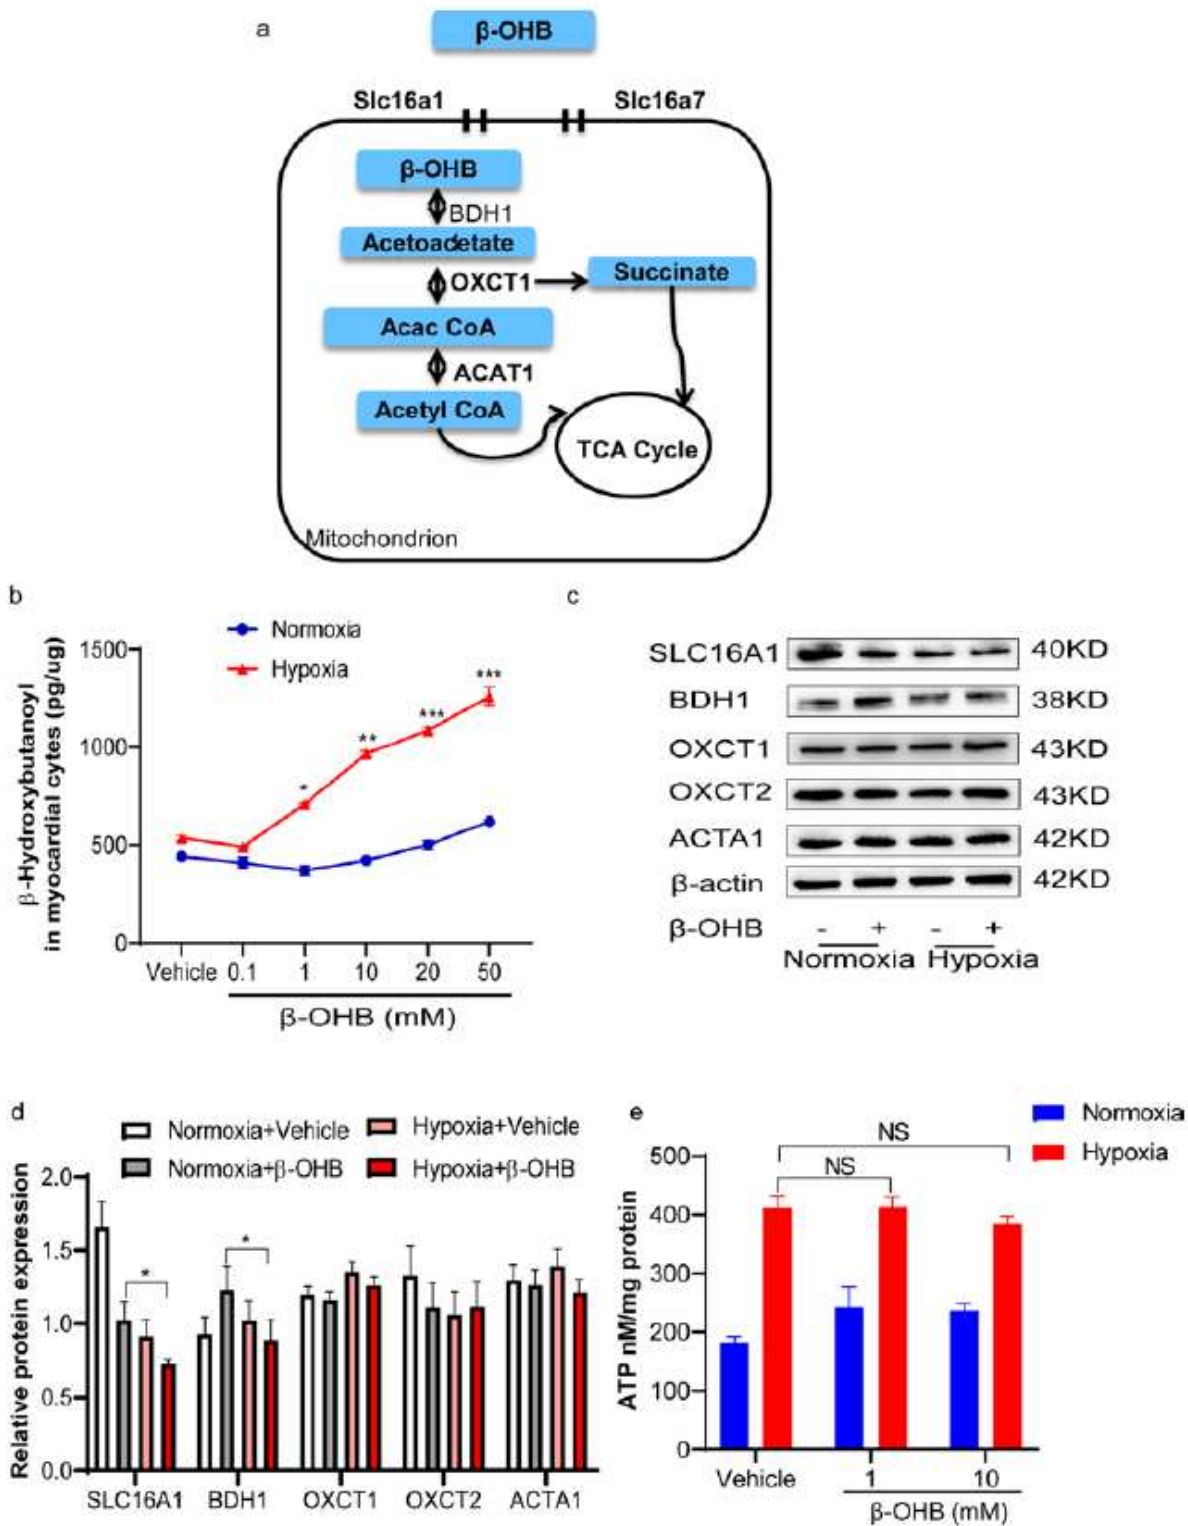 a
β-OHB
Slc16a1 Slc16a7
β-OHB
BDH1
Acetoadetate
OXCT1 Succinate
Acac CoA
ACAT1
Acetyl CoA
TCA Cycle
Mitochondrion
b
Normoxia
Hypoxia
β-Hydroxybutanoyl
in myocardial cytes (pg/ug)
1500
1000
500
0
* ** *** ***
Vehicle 0.1 1 10 20 50
β-OHB (mM)
c
SLC16A1 40KD
BDH1 38KD
OXCT1 43KD
OXCT2 43KD
ACTA1 42KD
β-actin 42KD
β-OHB - + - +
Normoxia Hypoxia
d
Normoxia+Vehicle Hypoxia+Vehicle
Normoxia+β-OHB Hypoxia+β-OHB
Relative protein expression
2.0
1.5
1.0
0.5
0.0
* *
SLC16A1 BDH1 OXCT1 OXCT2 ACTA1
e
Normoxia
Hypoxia
NS
NS
ATP nM/mg protein
500
400
300
200
100
0
Vehicle 1 10
β-OHB (mM)